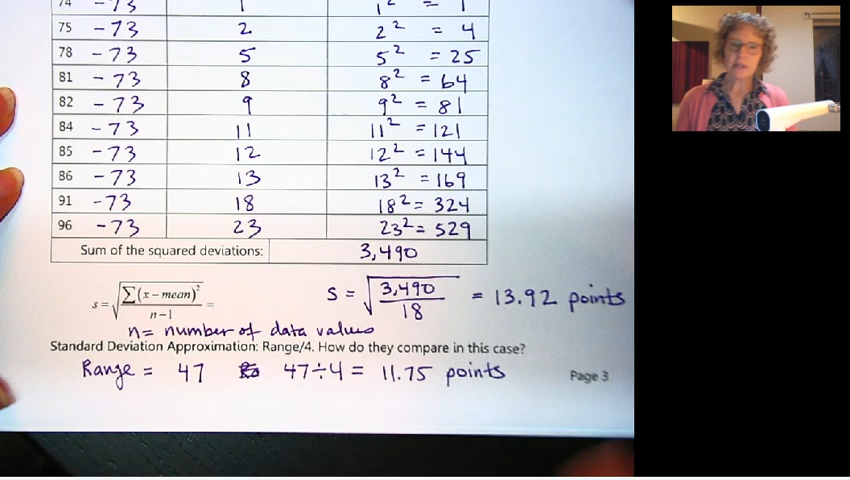 74 - 73 1 1² = 1
75 - 73 2 2² = 4
78 - 73 5 5² = 25
81 - 73 8 8² = 64
82 - 73 9 9² = 81
84 - 73 11 11² = 121
85 - 73 12 12² = 144
86 - 73 13 13² = 169
91 - 73 18 18² = 324
96 - 73 23 23² = 529
Sum of the squared deviations: 3,490
s = √(∑(x − mean)² / n − 1) = s = √(3,490 / 18) = 13.92 points
n = number of data values
Standard Deviation Approximation: Range/4. How do they compare in this case?
Range = 47 47 ÷ 4 = 11.75 points
Page 3